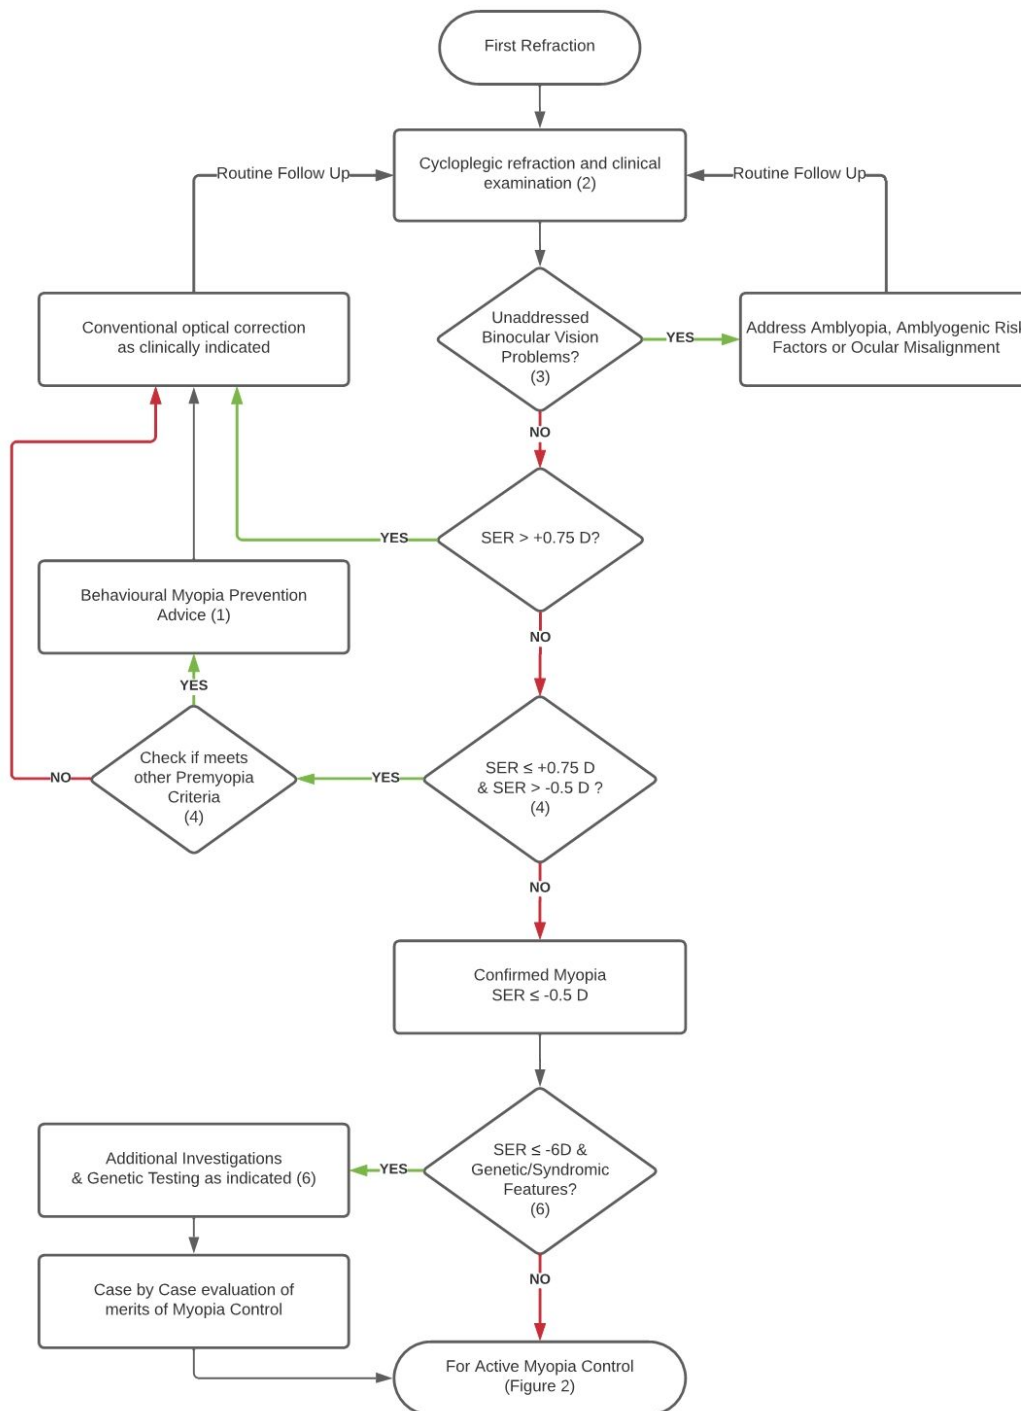 First Refraction
Cycloplegic refraction and clinical
examination (2)
Routine Follow Up
Routine Follow Up
Conventional optical correction
as clinically indicated
Unaddressed
Binocular Vision
Problems?
(3)
YES
Address Amblyopia, Amblyogenic Risk
Factors or Ocular Misalignment
NO
SER > +0.75 D?
YES
Behavioural Myopia Prevention
Advice (1)
NO
YES
Check if meets
other Premyopia
Criteria
(4)
NO
YES
SER ≤ +0.75 D
& SER > -0.5 D ?
(4)
NO
Confirmed Myopia
SER ≤ -0.5 D
SER ≤ -6D &
Genetic/Syndromic
Features?
(6)
YES
Additional Investigations
& Genetic Testing as indicated (6)
Case by Case evaluation of
merits of Myopia Control
NO
For Active Myopia Control
(Figure 2)